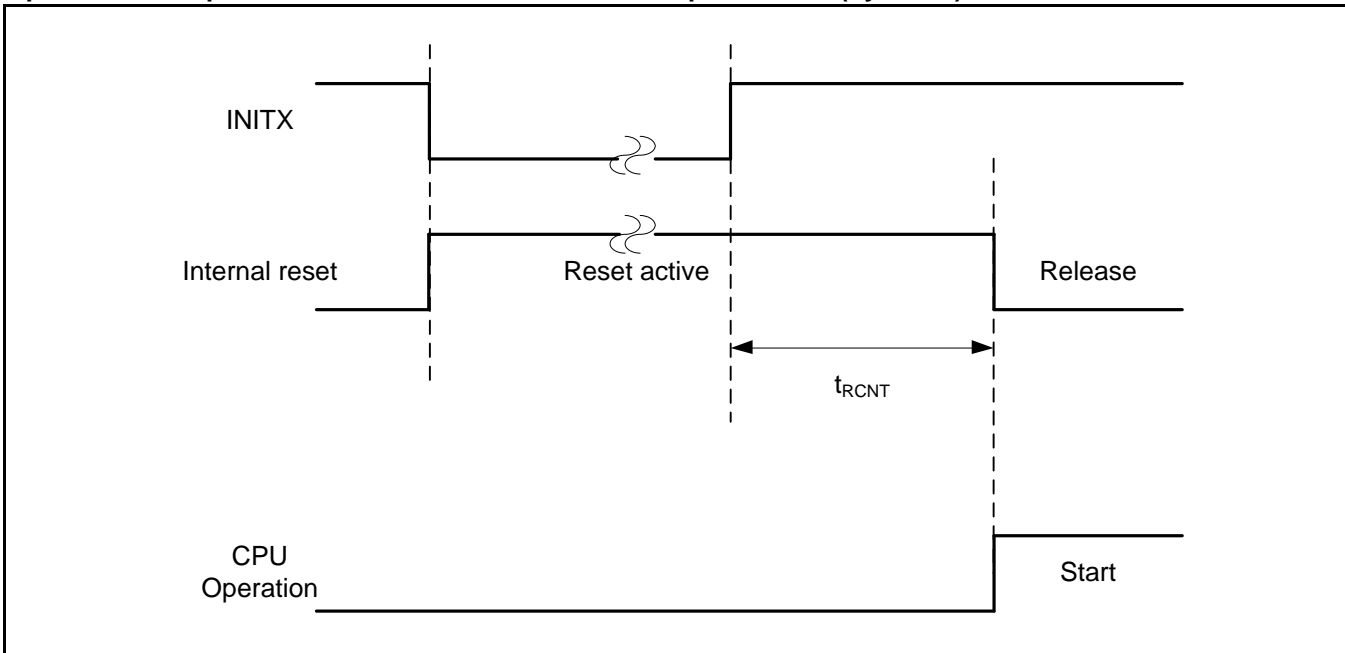 INITX
Internal reset
Reset active
Release
tRCNT
CPU
Operation
Start